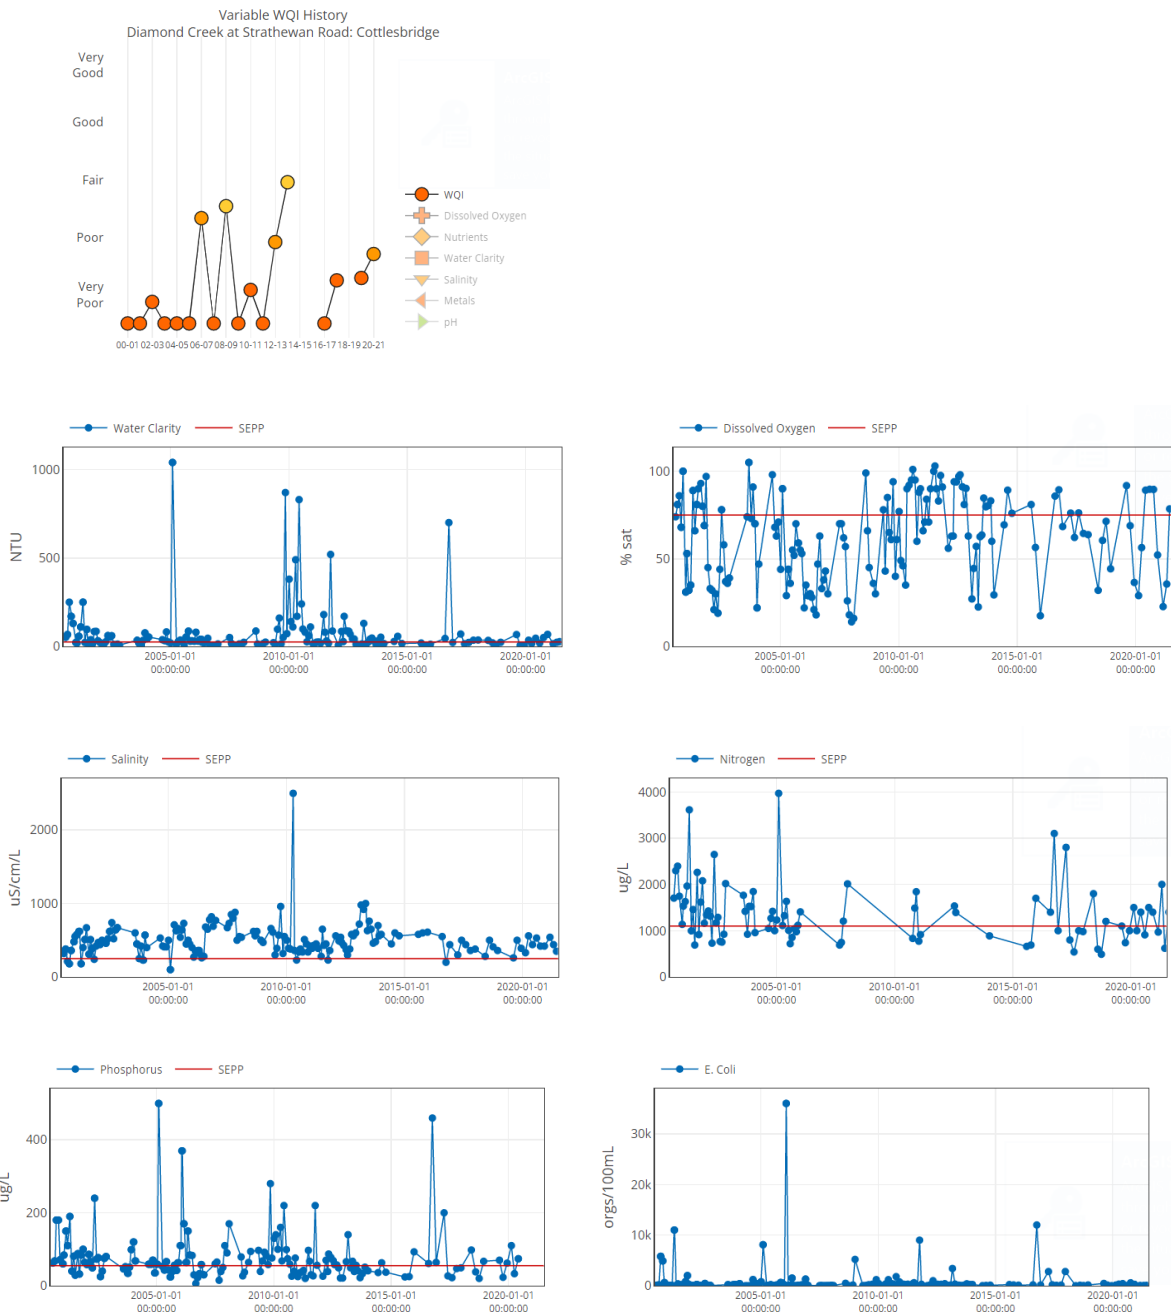 Variable WQI History
Diamond Creek at Strathewan Road: Cottlesbridge
Very
Good
Good
Fair
Poor
Very
Poor
00-01 02-03 04-05 06-07 08-09 10-11 12-13 14-15 16-17 18-19 20-21
WQI
Dissolved Oxygen
Nutrients
Water Clarity
Salinity
Metals
pH
Water Clarity SEPP
NTU
1000
500
0
2005-01-01 2010-01-01 2015-01-01 2020-01-01
00:00:00 00:00:00 00:00:00 00:00:00
Dissolved Oxygen SEPP
% sat
100
50
0
2005-01-01 2010-01-01 2015-01-01 2020-01-01
00:00:00 00:00:00 00:00:00 00:00:00
Salinity SEPP
uS/cm/L
2000
1000
0
2005-01-01 2010-01-01 2015-01-01 2020-01-01
00:00:00 00:00:00 00:00:00 00:00:00
Nitrogen SEPP
ug/L
4000
3000
2000
1000
0
2005-01-01 2010-01-01 2015-01-01 2020-01-01
00:00:00 00:00:00 00:00:00 00:00:00
Phosphorus SEPP
ug/L
400
200
0
2005-01-01 2010-01-01 2015-01-01 2020-01-01
00:00:00 00:00:00 00:00:00 00:00:00
E. Coli
orgs/100mL
30k
20k
10k
0
2005-01-01 2010-01-01 2015-01-01 2020-01-01
00:00:00 00:00:00 00:00:00 00:00:00